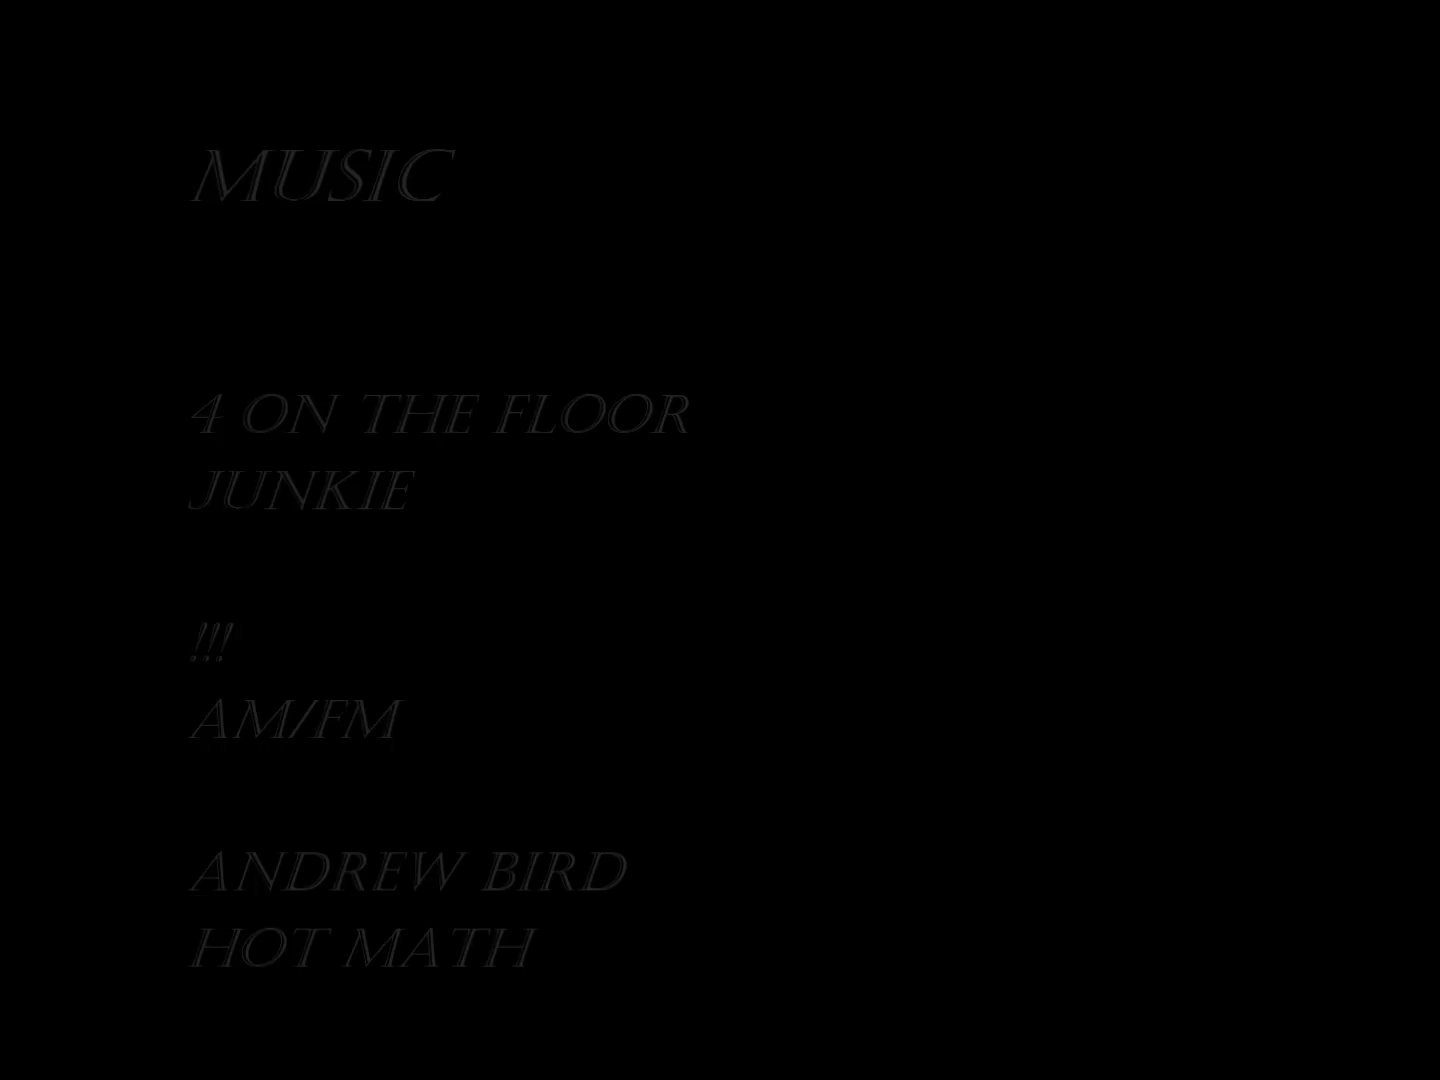 MUSIC
4 ON THE FLOOR
JUNKIE
!!!
AM/FM
ANDREW BIRD
HOT MATH